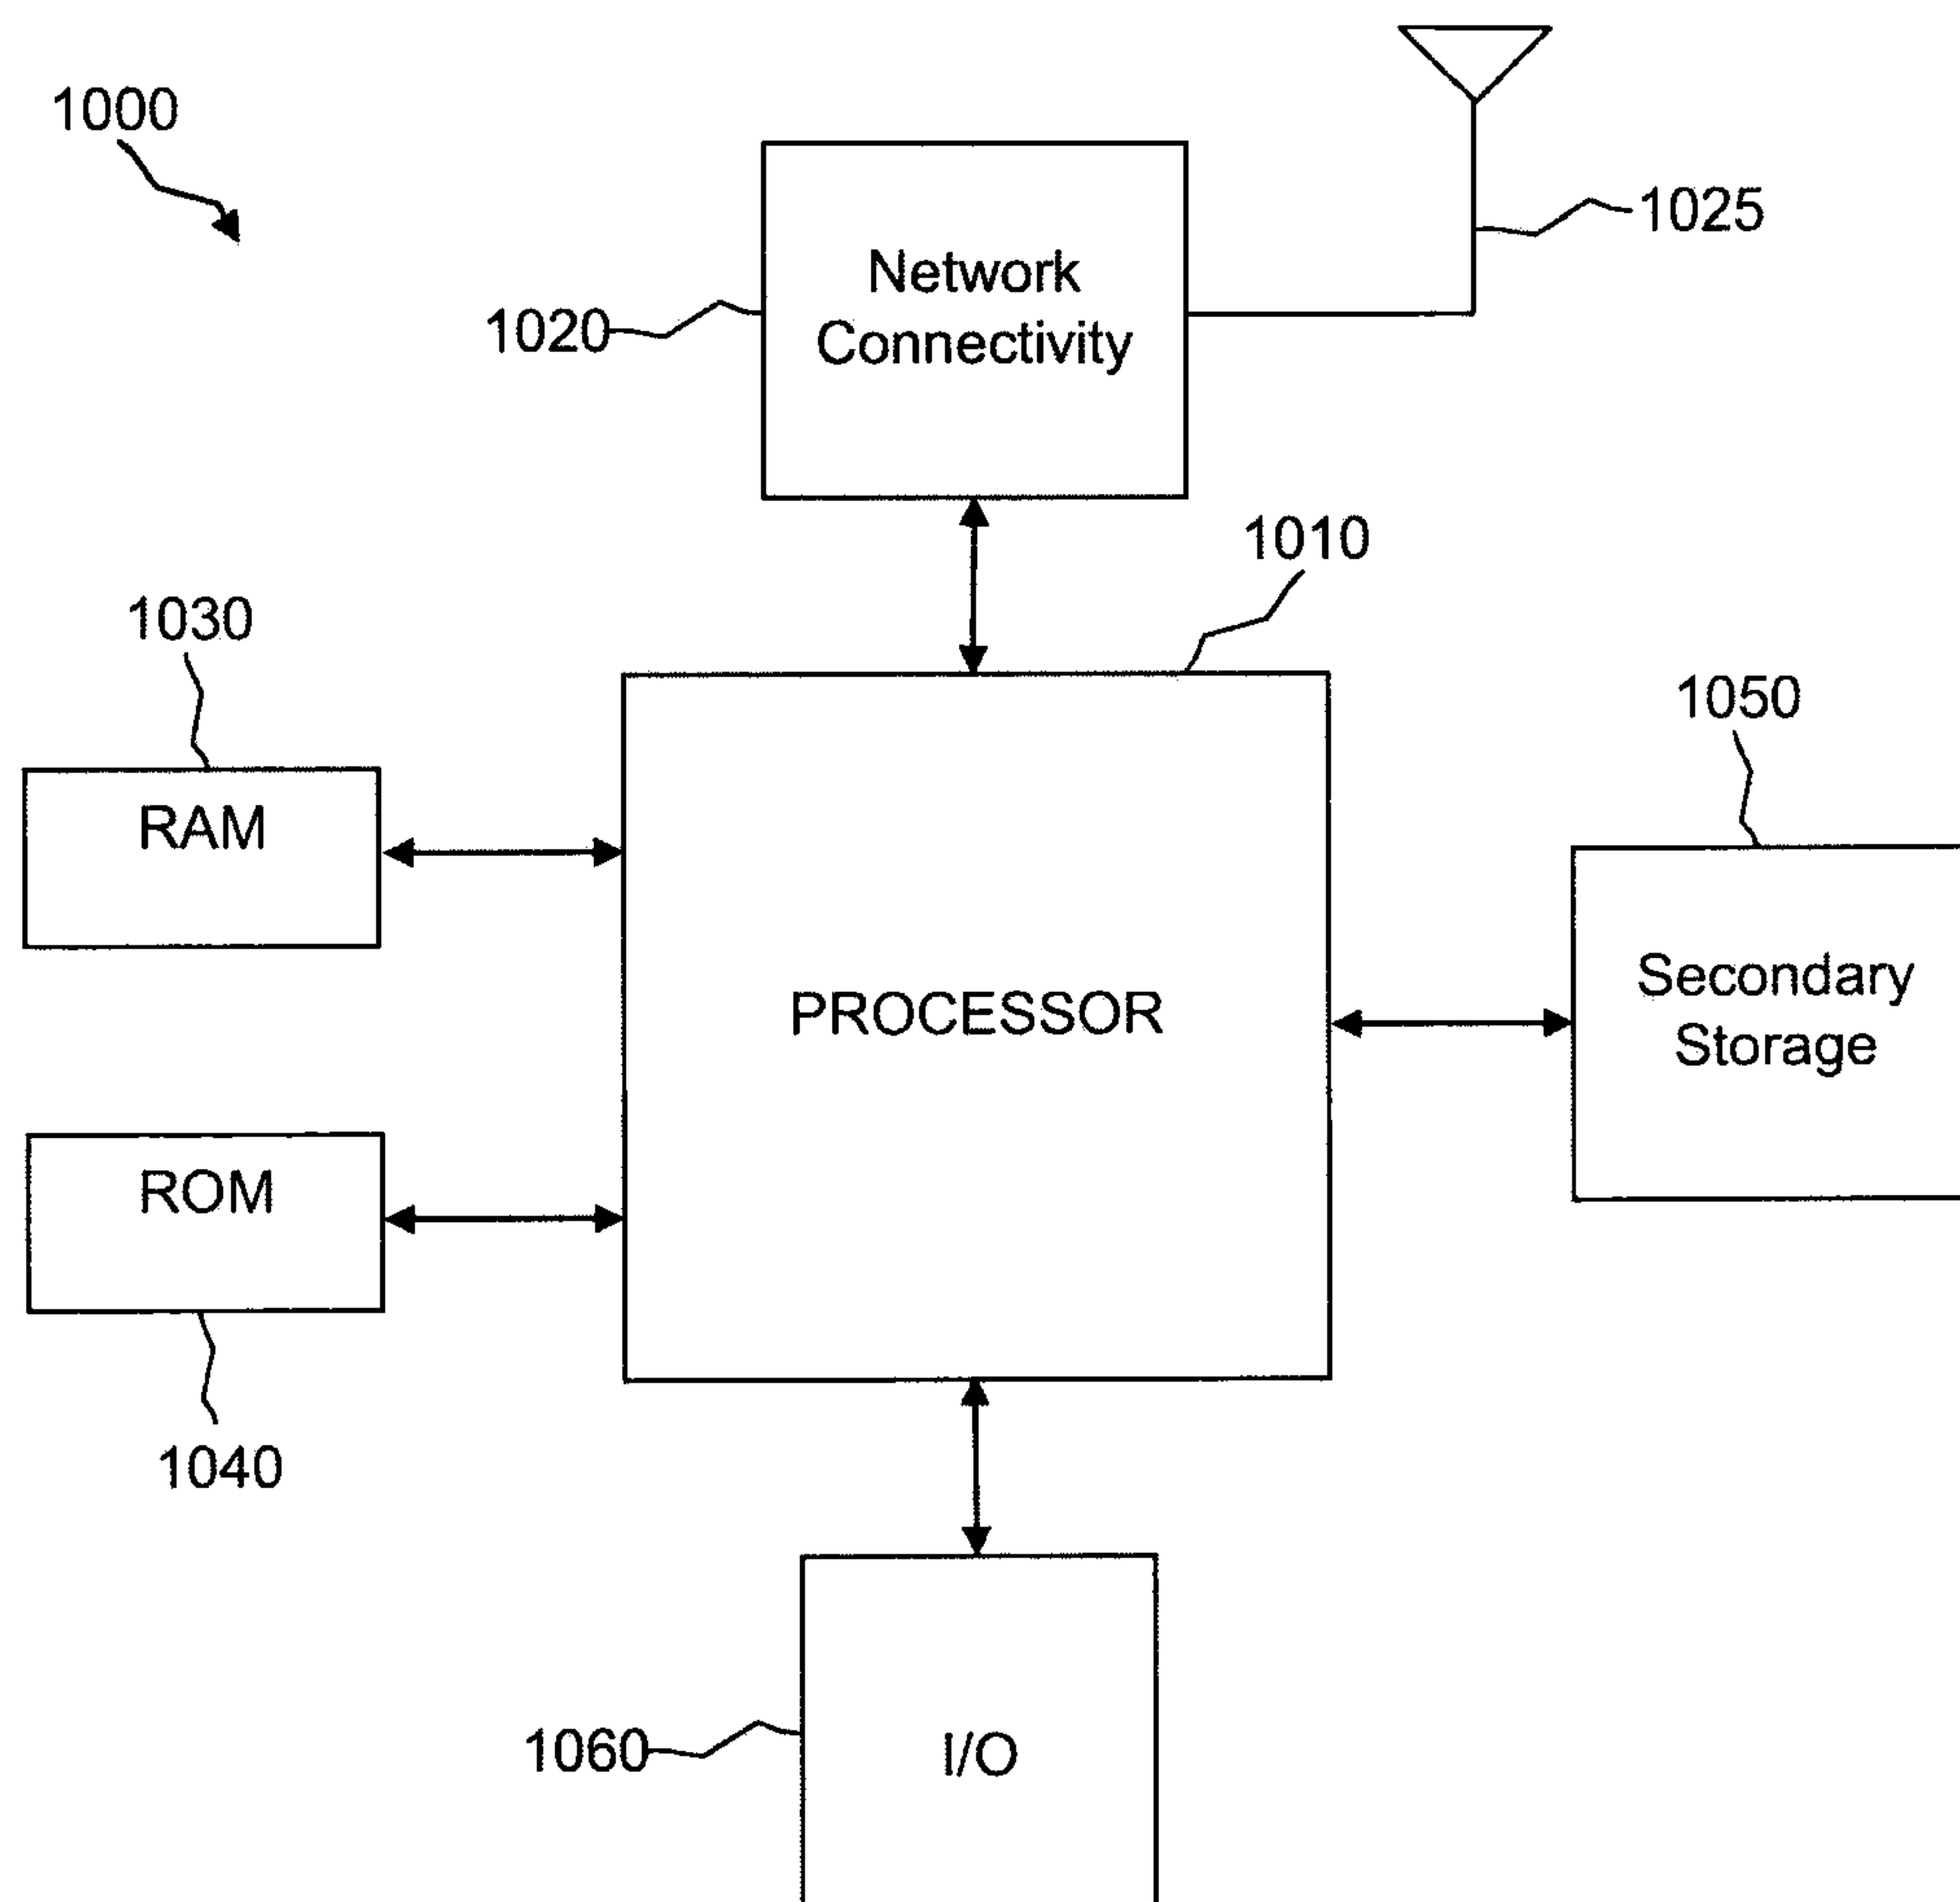 1000
1025
Network
Connectivity
1020
1010
1030
1050
RAM
PROCESSOR
Secondary
Storage
ROM
1040
1060
I/O